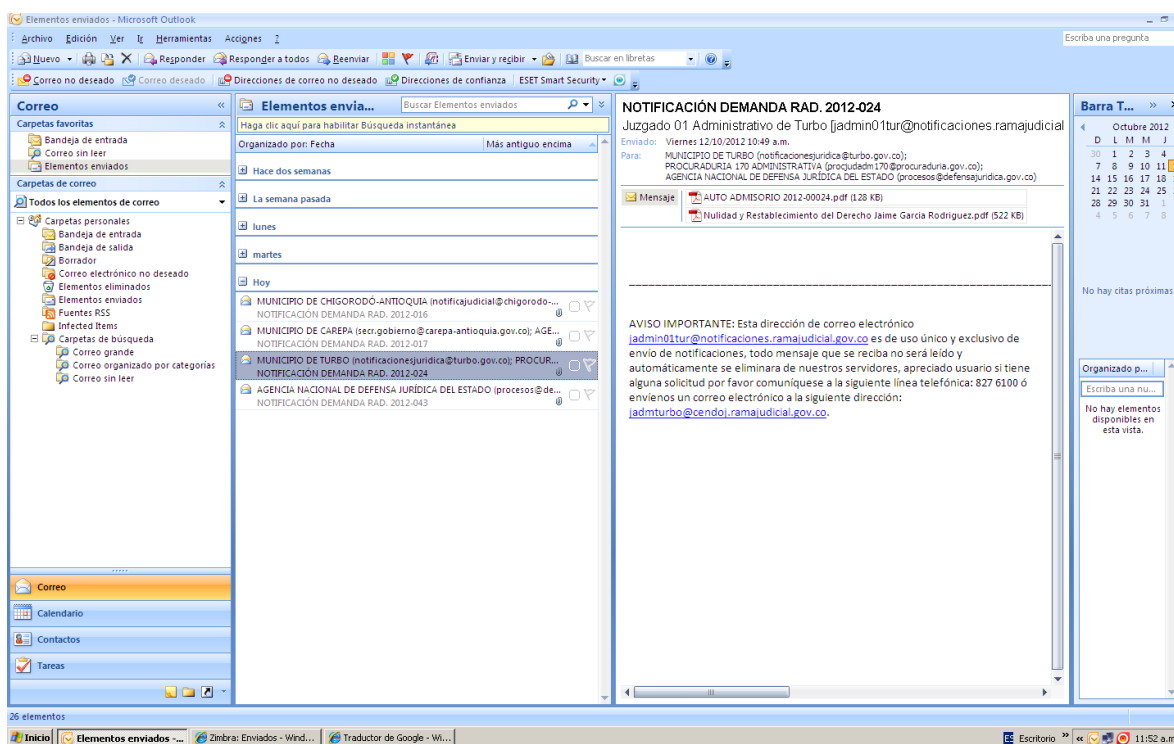 Elementos enviados - Microsoft Outlook
Archivo Edición Ver Ir Herramientas Acciones ?
Escriba una pregunta
Nuevo Responder Responder a todos Reenviar Enviar y recibir Buscar en libretas
Correo no deseado Correo deseado Direcciones de correo no deseado Direcciones de confianza ESET Smart Security
Correo
Carpetas favoritas
Bandeja de entrada
Correo sin leer
Elementos enviados
Carpetas de correo
Todos los elementos de correo
Carpetas personales
Bandeja de entrada
Bandeja de salida
Borrador
Correo electrónico no deseado
Elementos eliminados
Elementos enviados
Fuentes RSS
Infected Items
Carpetas de búsqueda
Correo grande
Correo organizado por categorías
Correo sin leer
Correo
Calendario
Contactos
Tareas
Elementos envia...
Buscar Elementos enviados
Haga clic aquí para habilitar Búsqueda instantánea
Organizado por: Fecha Más antiguo encima
Hace dos semanas
La semana pasada
lunes
martes
Hoy
MUNICIPIO DE CHIGORODÓ-ANTIOQUIA (notificajudicial@chigorodo-...
NOTIFICACIÓN DEMANDA RAD. 2012-016
MUNICIPIO DE CAREPA (secr.gobierno@carepa-antioquia.gov.co); AGE...
NOTIFICACIÓN DEMANDA RAD. 2012-017
MUNICIPIO DE TURBO (notificacionesjuridica@turbo.gov.co); PROCUR...
NOTIFICACIÓN DEMANDA RAD. 2012-024
AGENCIA NACIONAL DE DEFENSA JURÍDICA DEL ESTADO (procesos@de...
NOTIFICACIÓN DEMANDA RAD. 2012-043
NOTIFICACIÓN DEMANDA RAD. 2012-024
Juzgado 01 Administrativo de Turbo [jadmin01tur@notificaciones.ramajudicial
Enviado: Viernes 12/10/2012 10:49 a.m.
Para: MUNICIPIO DE TURBO (notificacionesjuridica@turbo.gov.co);
PROCURADURIA 170 ADMINISTRATIVA (procjudadm170@procuraduria.gov.co);
AGENCIA NACIONAL DE DEFENSA JURÍDICA DEL ESTADO (procesos@defensajuridica.gov.co)
Mensaje AUTO ADMISORIO 2012-00024.pdf (128 KB)
Nulidad y Restablecimiento del Derecho Jaime Garcia Rodriguez.pdf (522 KB)
AVISO IMPORTANTE: Esta dirección de correo electrónico
jadmin01tur@notificaciones.ramajudicial.gov.co es de uso único y exclusivo de
envío de notificaciones, todo mensaje que se reciba no será leído y
automáticamente se eliminara de nuestros servidores, apreciado usuario si tiene
alguna solicitud por favor comuníquese a la siguiente línea telefónica: 827 6100 ó
envíenos un correo electrónico a la siguiente dirección:
jadmturbo@cendoj.ramajudicial.gov.co.
Barra T...
Octubre 2012
D L M M J
30 1 2 3 4
7 8 9 10 11
14 15 16 17 18
21 22 23 24 25
28 29 30 31 1
4 5 6 7 8
No hay citas próximas
Organizado p...
Escriba una nu...
No hay elementos
disponibles en
esta vista.
26 elementos
Inicio Elementos enviados -... Zimbra: Enviados - Wind... Traductor de Google - Wi... ES Escritorio 11:52 a.m